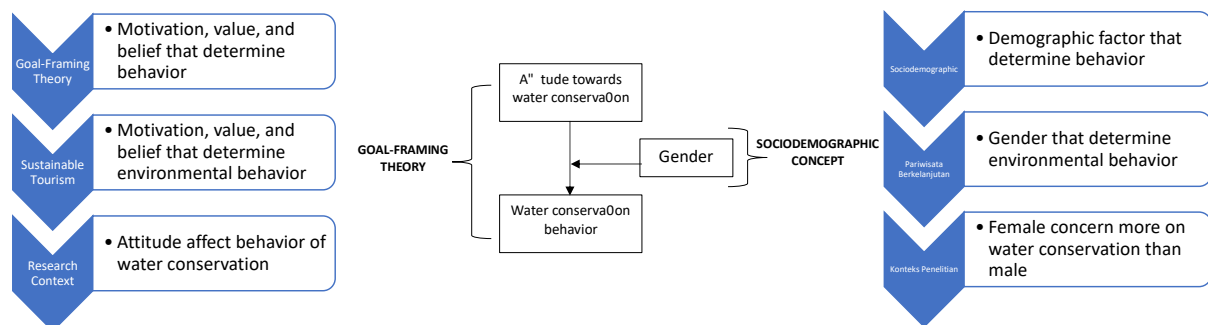 Goal-Framing
Theory
• Motivation, value, and
belief that determine
behavior
Sustainable
Tourism
• Motivation, value, and
belief that determine
environmental behavior
Research
Context
• Attitude affect behavior of
water conservation
GOAL-FRAMING
THEORY
A" tude towards
water conserva0on
Gender
Water conserva0on
behavior
SOCIODEMOGRAPHIC
CONCEPT
Sociodemographic
• Demographic factor that
determine behavior
Pariwisata
Berkelanjutan
• Gender that determine
environmental behavior
Konteks Penelitian
• Female concern more on
water conservation than
male